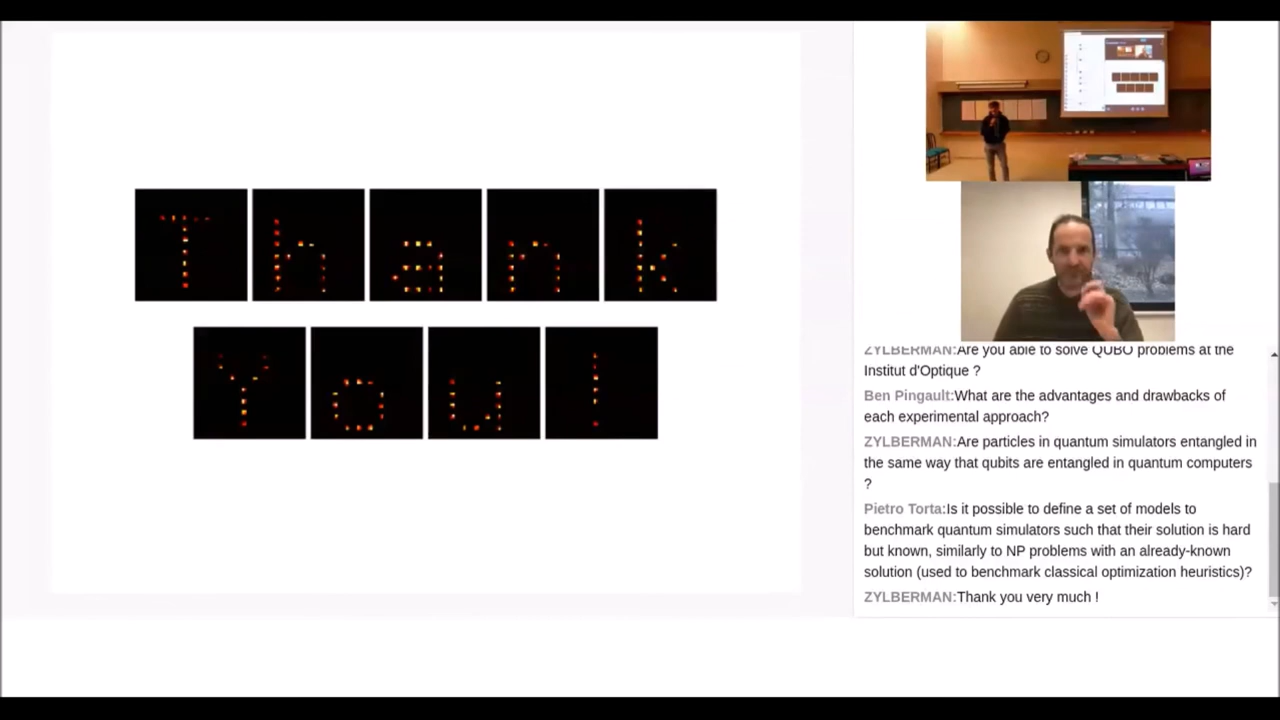 Thank
You!
ZYLBERMAN:Are you able to solve QUBO problems at the
Institut d'Optique ?
Ben Pingault:What are the advantages and drawbacks of
each experimental approach?
ZYLBERMAN:Are particles in quantum simulators entangled in
the same way that qubits are entangled in quantum computers
?
Pietro Torta:Is it possible to define a set of models to
benchmark quantum simulators such that their solution is hard
but known, similarly to NP problems with an already-known
solution (used to benchmark classical optimization heuristics)?
ZYLBERMAN:Thank you very much !